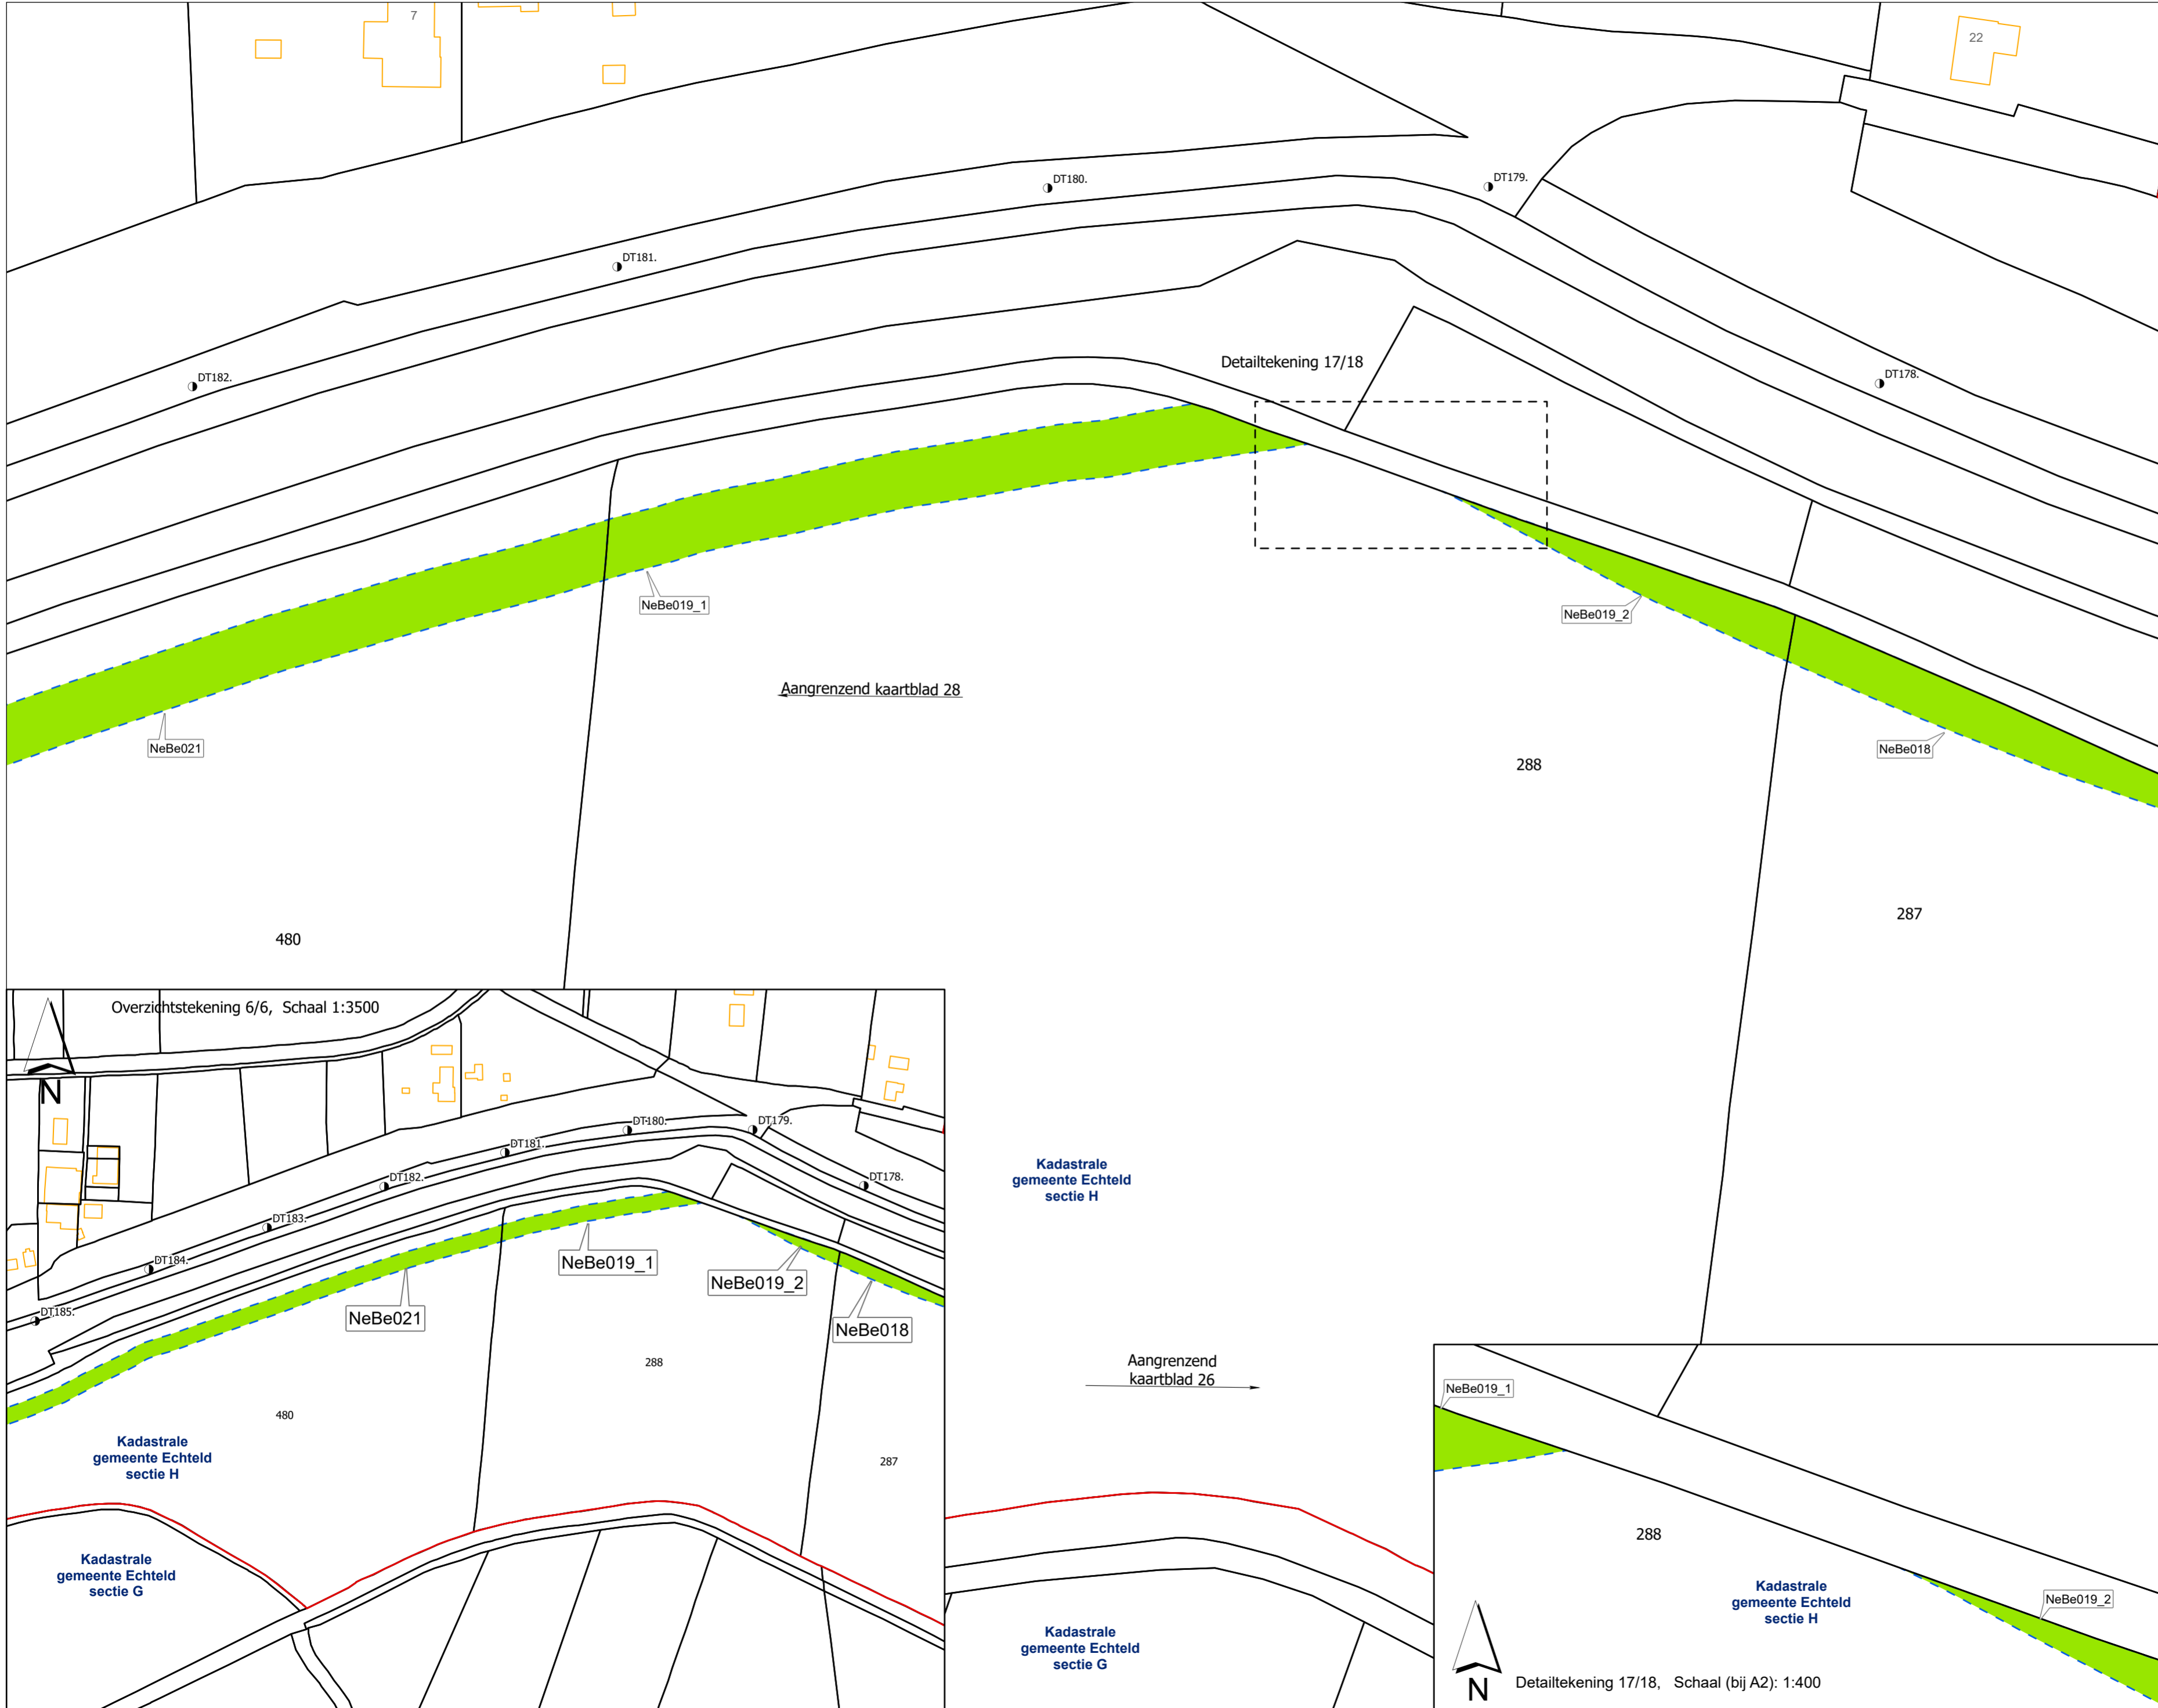 7
22
DT180.
DT179.
DT181.
Detailtekening 17/18
DT182.
DT178.
NeBe019_1
NeBe019_2
Aangrenzend kaartblad 28
NeBe021
NeBe018
288
287
480
Overzichtstekening 6/6, Schaal 1:3500
N
DT180.
DT179.
DT181.
DT182.
DT178.
DT183.
DT184.
DT185.
NeBe019_1
NeBe019_2
NeBe021
NeBe018
288
480
287
Kadastrale
gemeente Echteld
sectie H
Kadastrale
gemeente Echteld
sectie G
Kadastrale
gemeente Echteld
sectie H
Aangrenzend
kaartblad 26
Kadastrale
gemeente Echteld
sectie G
NeBe019_1
288
Kadastrale
gemeente Echteld
sectie H
NeBe019_2
N
Detailtekening 17/18, Schaal (bij A2): 1:400